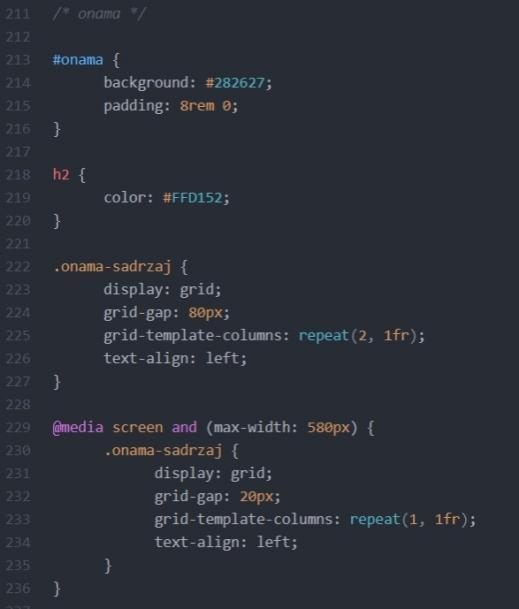 211 /* onama */
212
213 #onama {
214 background: #282627;
215 padding: 8rem 0;
216 }
217
218 h2 {
219 color: #FFD152;
220 }
221
222 .onama-sadrzaj {
223 display: grid;
224 grid-gap: 80px;
225 grid-template-columns: repeat(2, 1fr);
226 text-align: left;
227 }
228
229 @media screen and (max-width: 580px) {
230 .onama-sadrzaj {
231 display: grid;
232 grid-gap: 20px;
233 grid-template-columns: repeat(1, 1fr);
234 text-align: left;
235 }
236 }